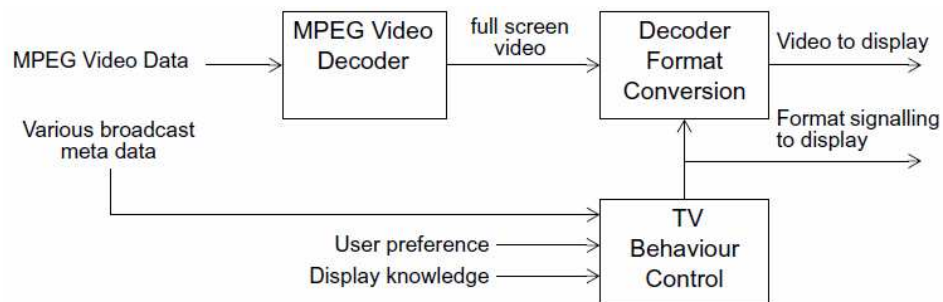 MPEG Video Data
MPEG Video
Decoder
full screen
video
Decoder
Format
Conversion
Video to display
Various broadcast
meta data
Format signalling
to display
User preference
Display knowledge
TV
Behaviour
Control